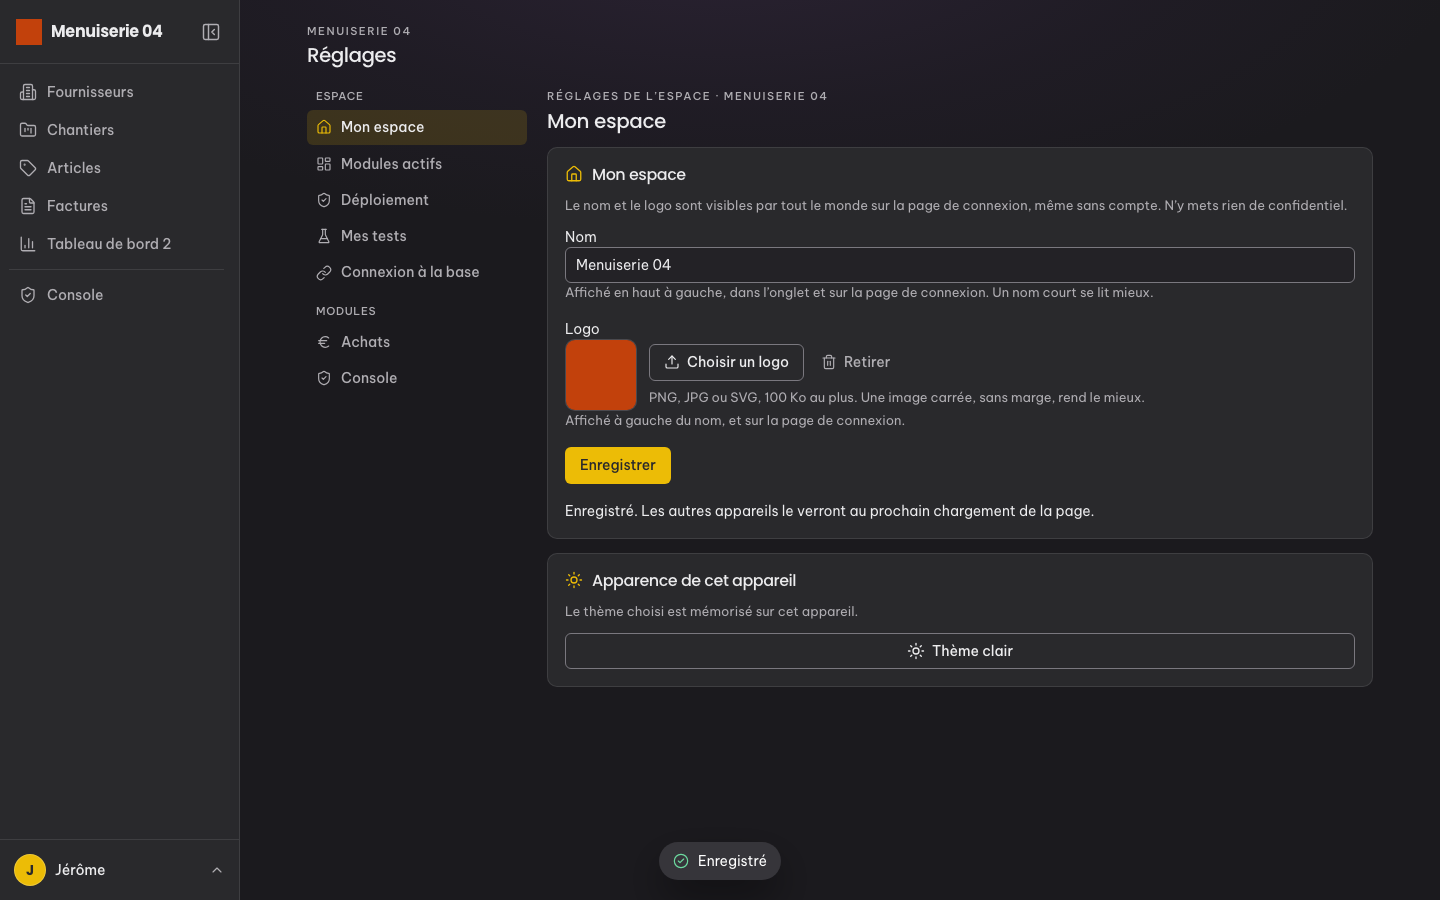 Menuiserie 04
Fournisseurs
Chantiers
Articles
Factures
Tableau de bord 2
Console
J
Jérôme
MENUISERIE 04
Réglages
ESPACE
Mon espace
Modules actifs
Déploiement
Mes tests
Connexion à la base
MODULES
Achats
Console
RÉGLAGES DE L'ESPACE · MENUISERIE 04
Mon espace
Mon espace
Le nom et le logo sont visibles par tout le monde sur la page de connexion, même sans compte. N'y mets rien de confidentiel.
Nom
Menuiserie 04
Affiché en haut à gauche, dans l'onglet et sur la page de connexion. Un nom court se lit mieux.
Logo
Choisir un logo
Retirer
PNG, JPG ou SVG, 100 Ko au plus. Une image carrée, sans marge, rend le mieux.
Affiché à gauche du nom, et sur la page de connexion.
Enregistrer
Enregistré. Les autres appareils le verront au prochain chargement de la page.
Apparence de cet appareil
Le thème choisi est mémorisé sur cet appareil.
Thème clair
Enregistré